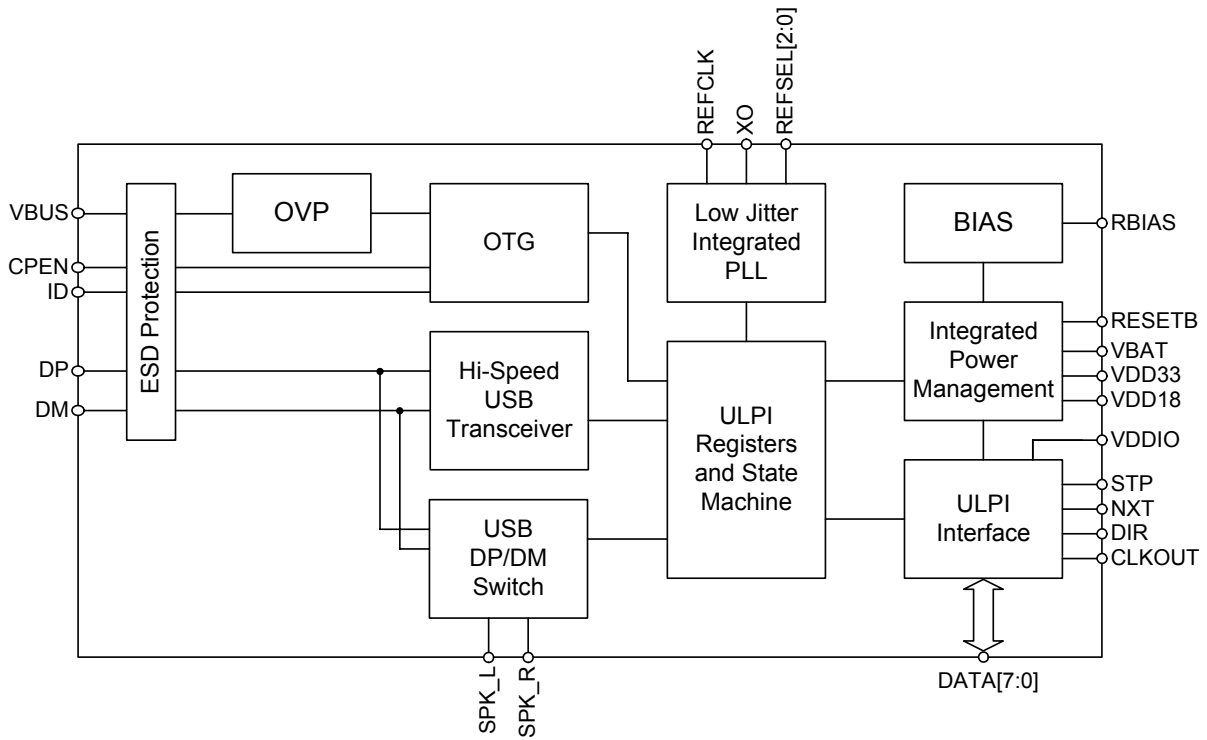 REFCLK
XO
REFSEL[2:0]
VBUS
CPEN
ID
DP
DM
ESD Protection
OVP
OTG
Hi-Speed
USB
Transceiver
USB
DP/DM
Switch
SPK_L
SPK_R
Low Jitter
Integrated
PLL
ULPI
Registers
and State
Machine
BIAS
Integrated
Power
Management
ULPI
Interface
RBIAS
RESETB
VBAT
VDD33
VDD18
VDDIO
STP
NXT
DIR
CLKOUT
DATA[7:0]